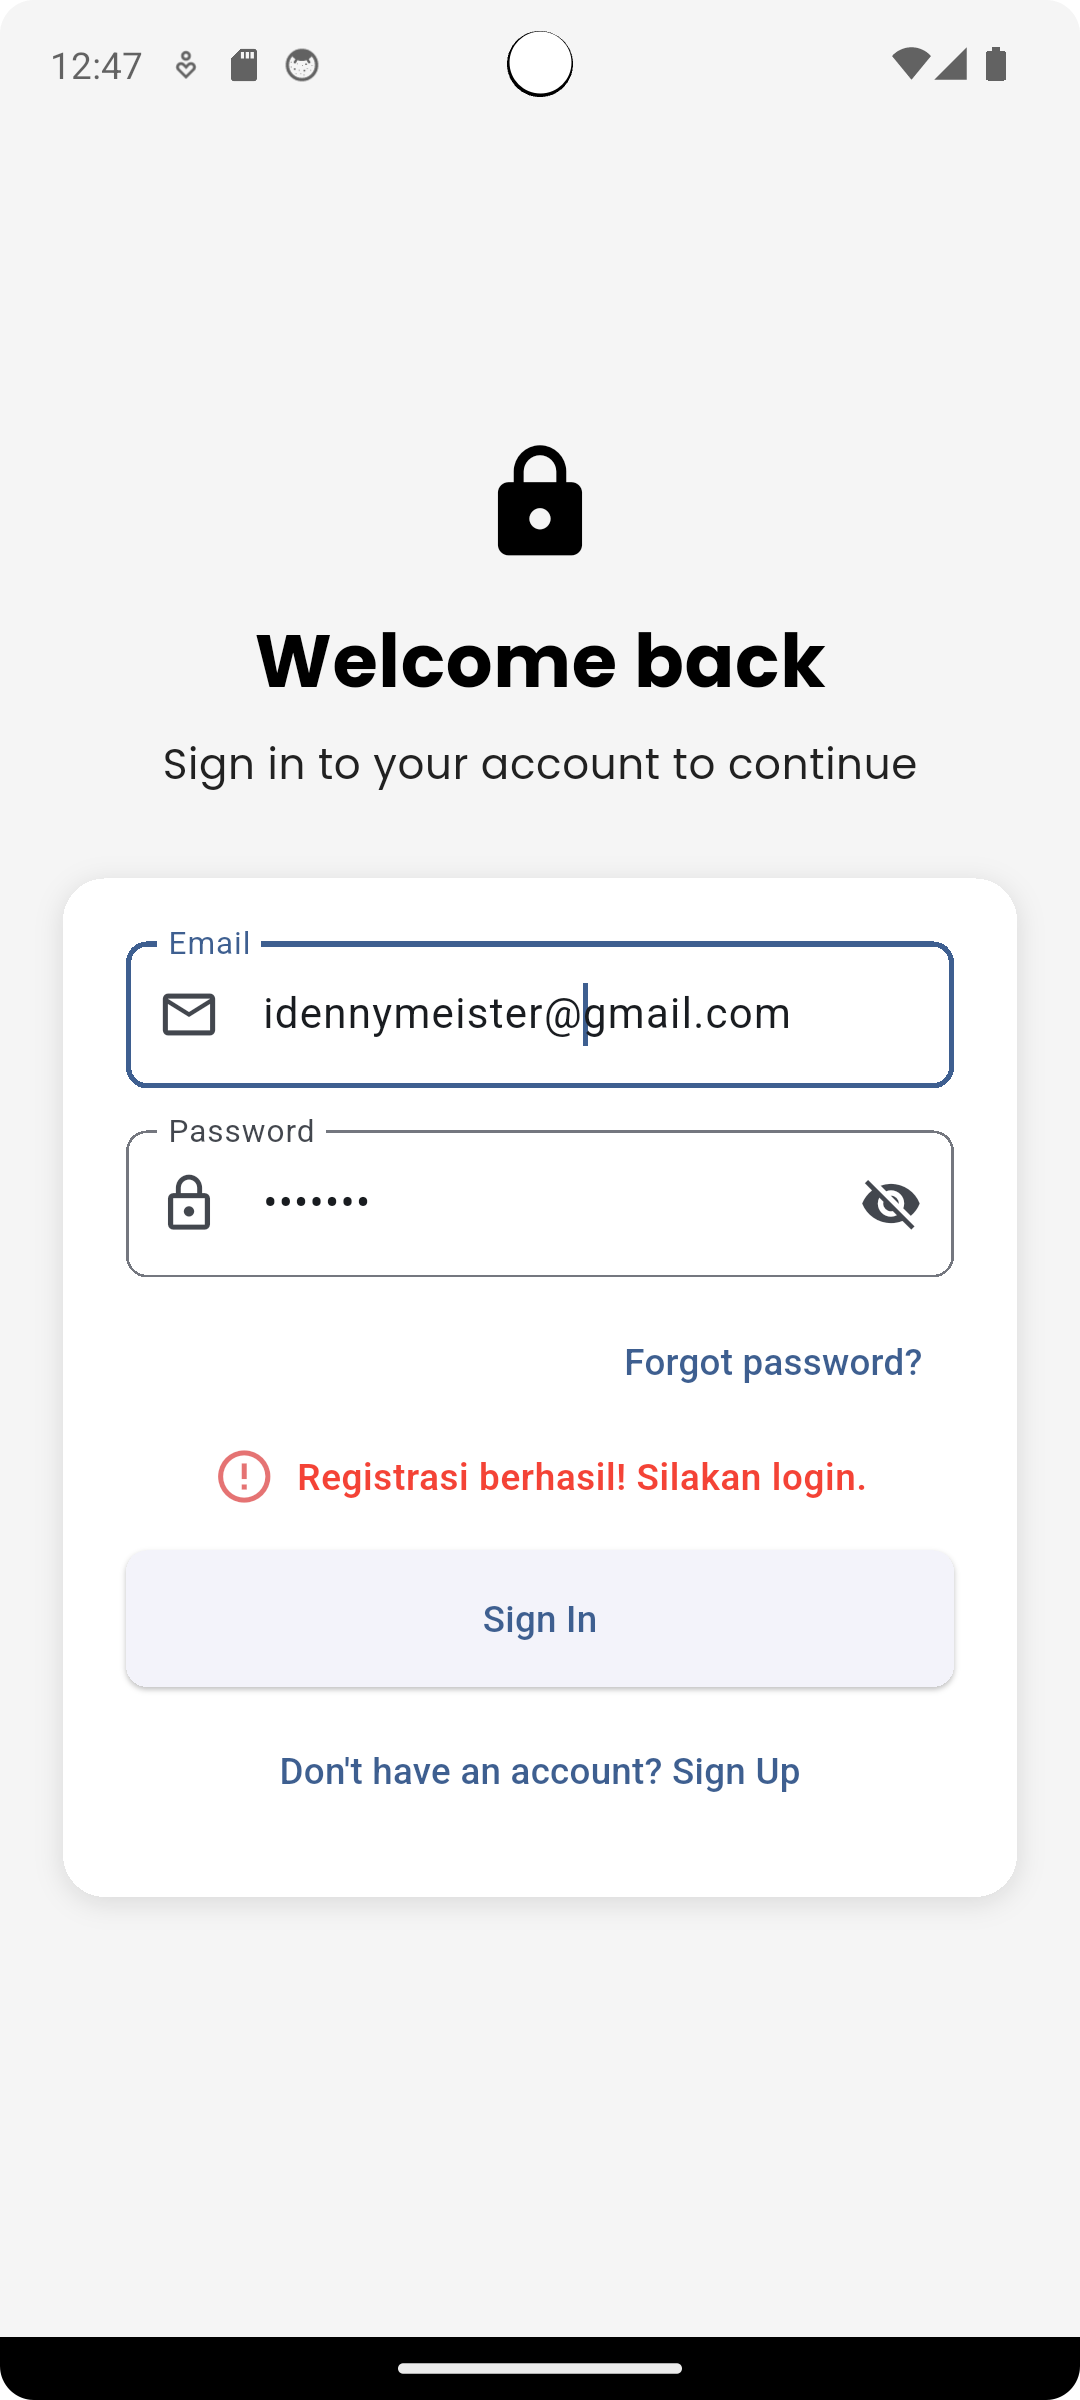 12:47
Welcome back
Sign in to your account to continue
Email
idennymeister@gmail.com
Password
•••••••
Forgot password?
Registrasi berhasil! Silakan login.
Sign In
Don't have an account? Sign Up